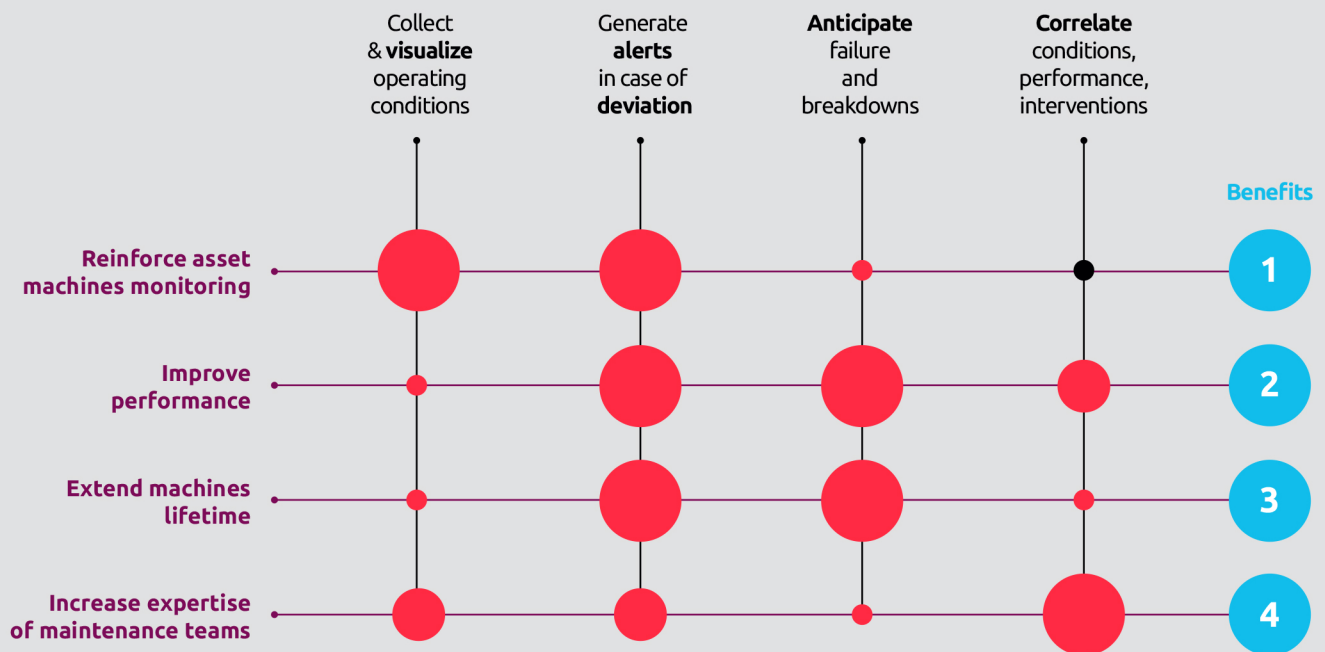 Collect
& visualize
operating
conditions
Generate
alerts
in case of
deviation
Anticipate
failure
and
breakdowns
Correlate
conditions,
performance,
interventions
Benefits
Reinforce asset
machines monitoring
1
Improve
performance
2
Extend machines
lifetime
3
Increase expertise
of maintenance teams
4